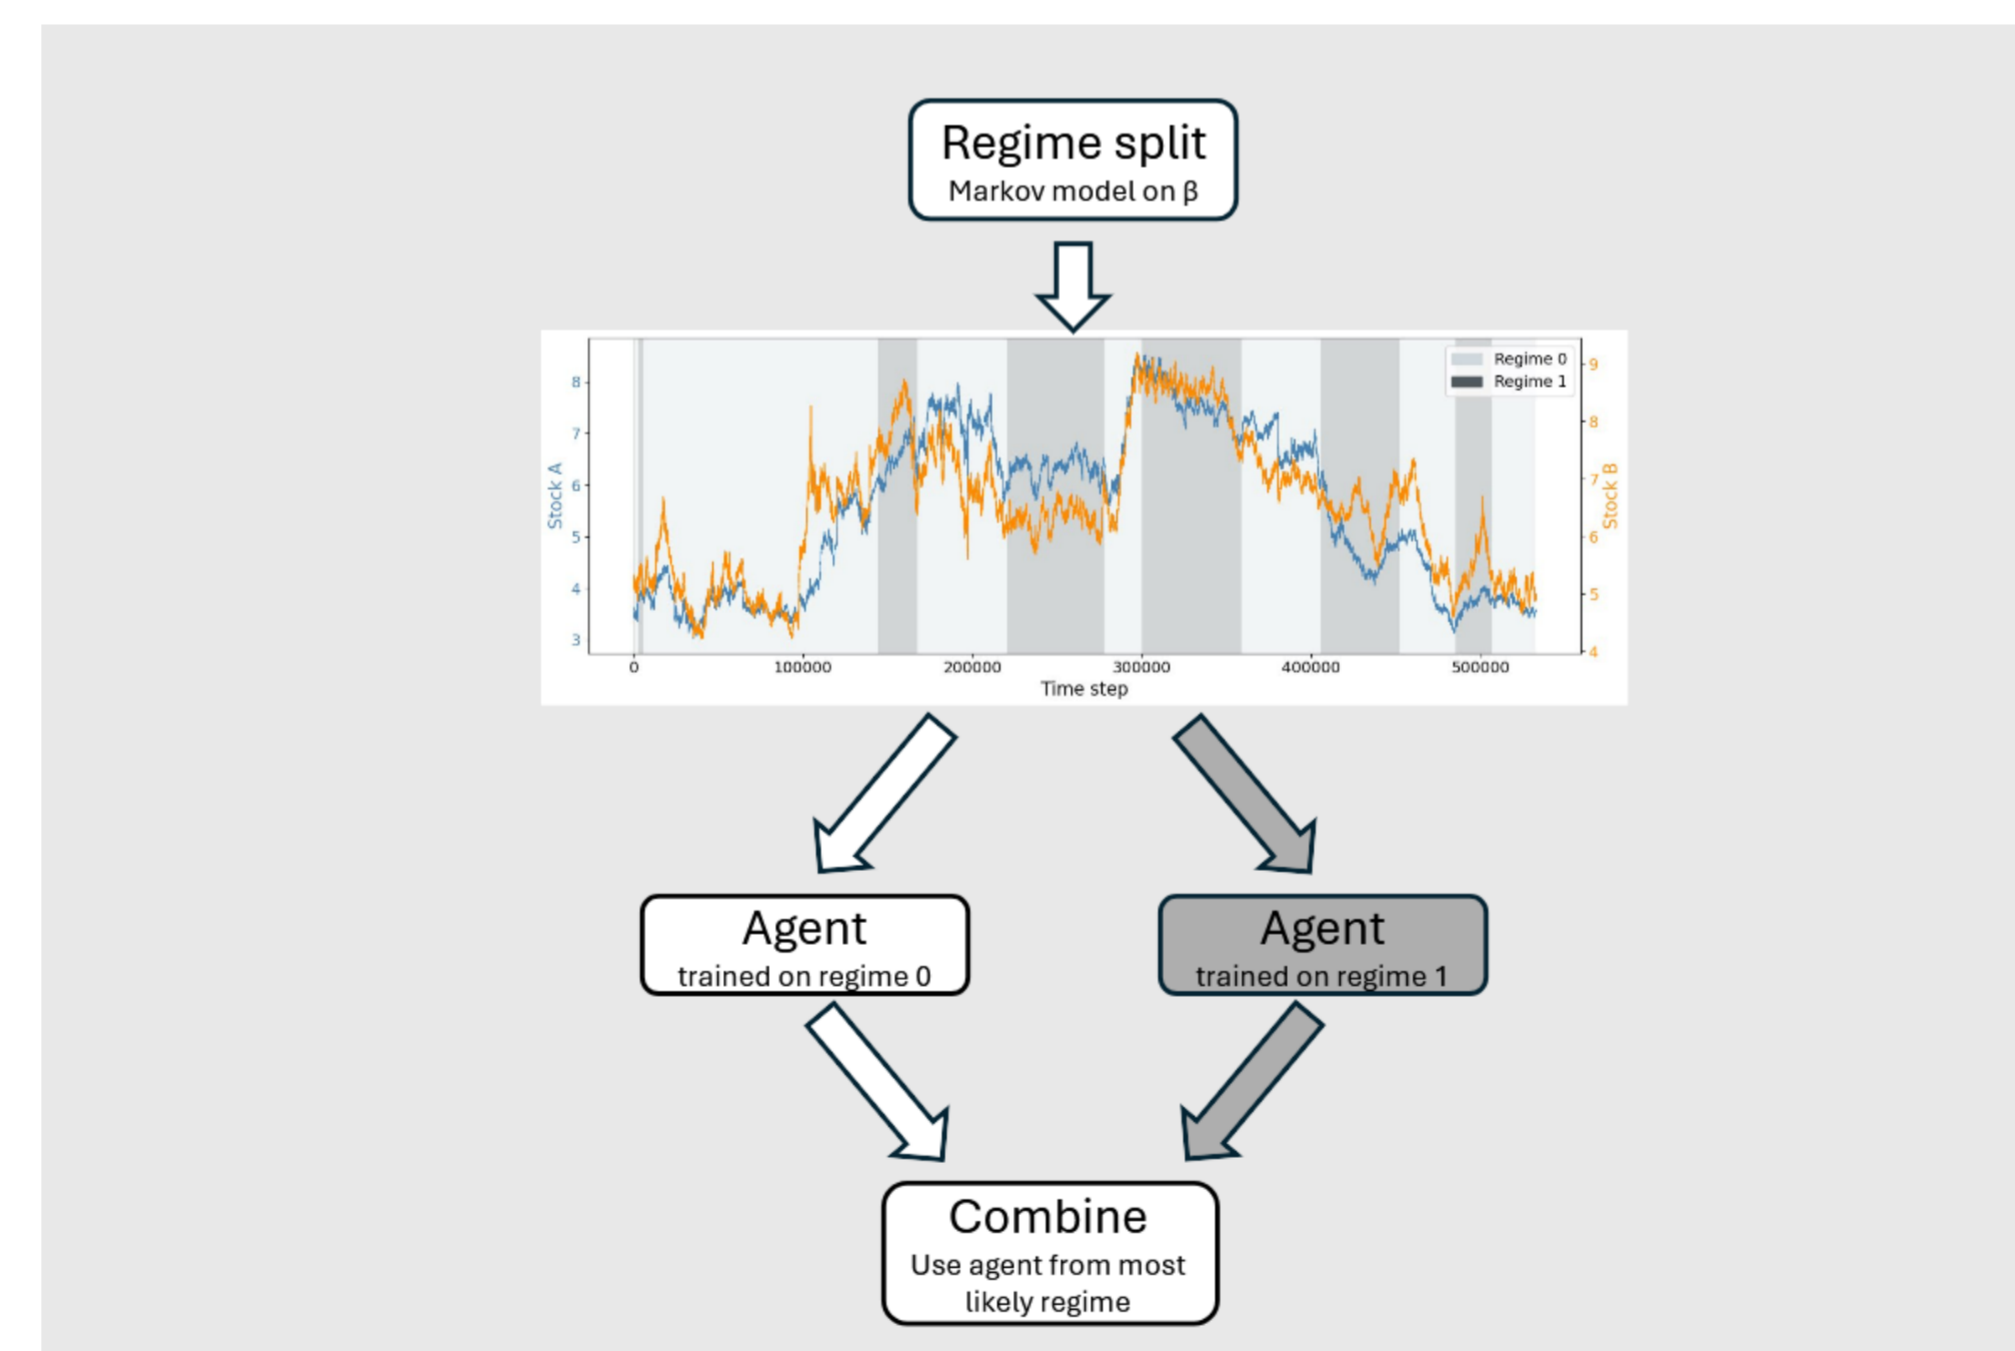 Regime split
Markov model on β
Regime 0
Regime 1
8
7
6
5
4
3
Stock A
9
8
7
6
5
4
Stock B
0 100000 200000 300000 400000 500000
Time step
Agent
trained on regime 0
Agent
trained on regime 1
Combine
Use agent from most
likely regime